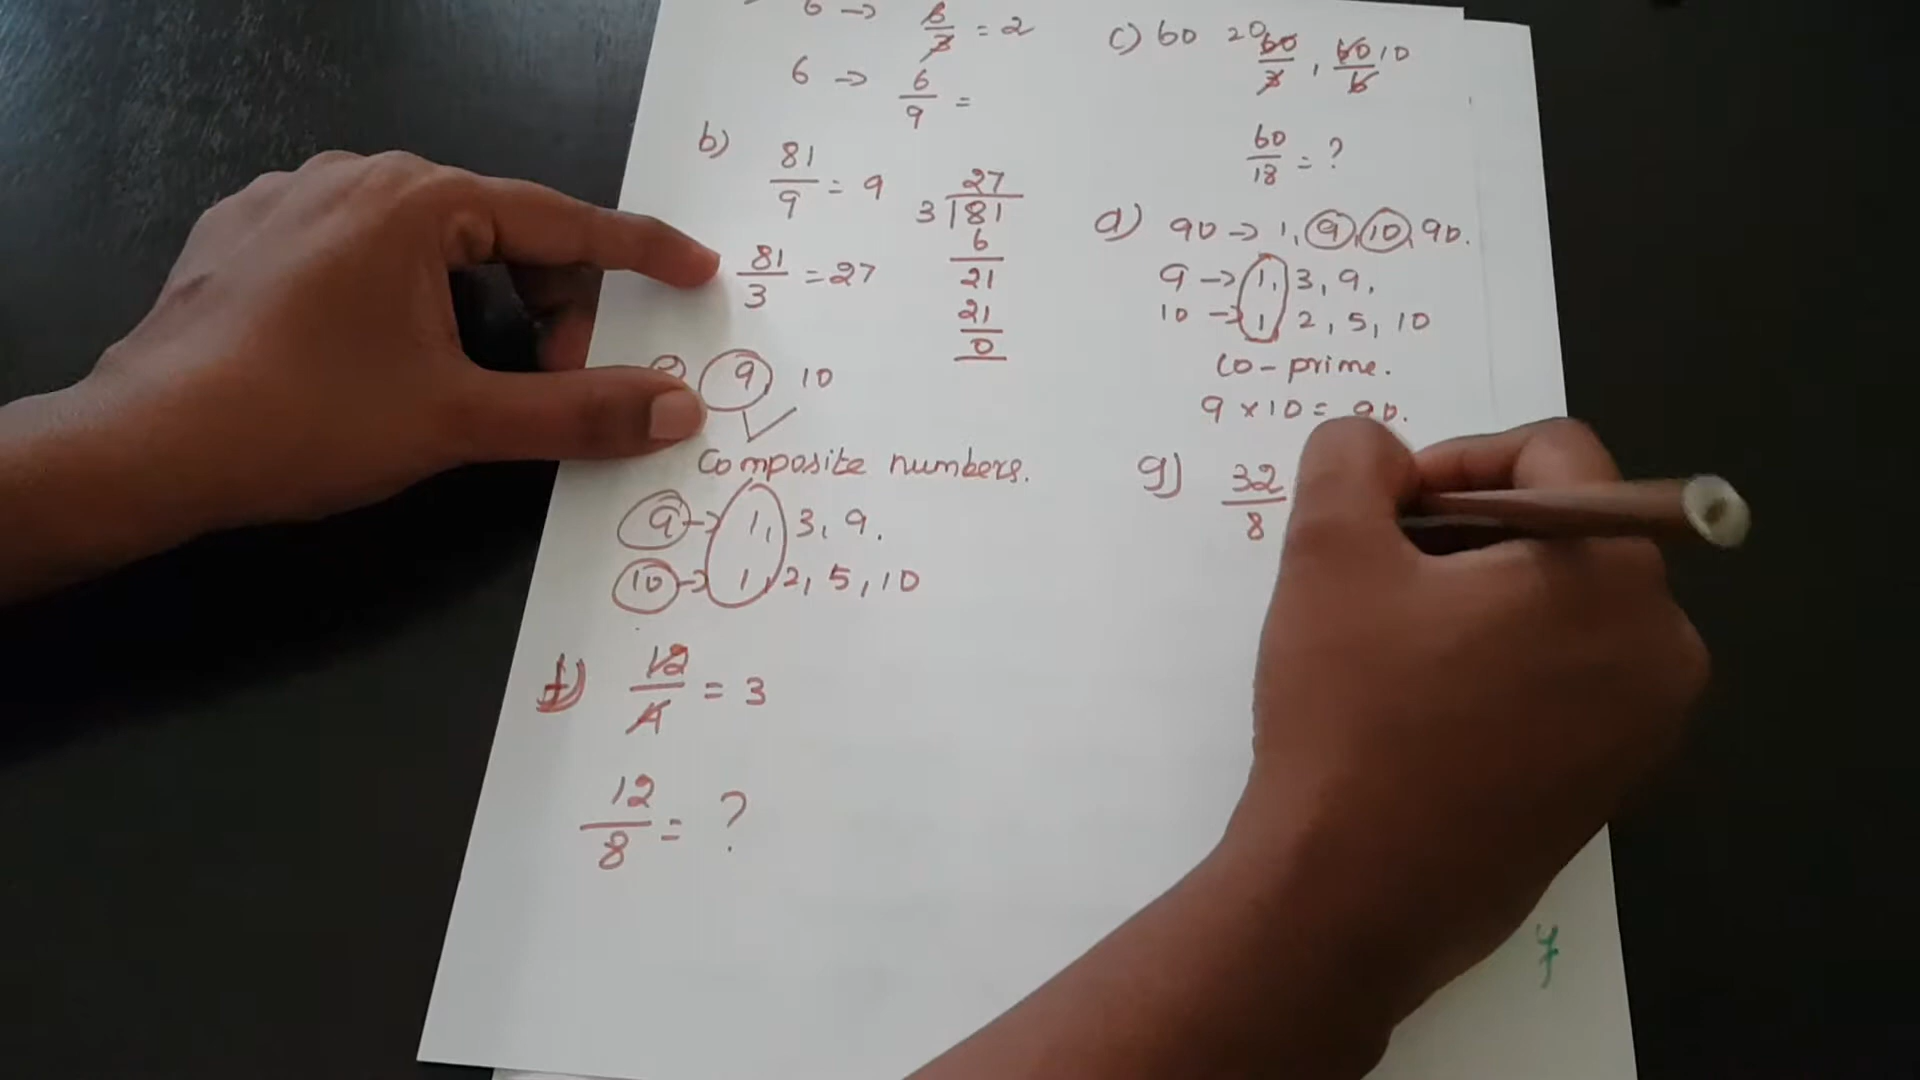 6 → 6/3 = 2
6 → 6/9 =
b)
81/9 = 9
27
3 | 81
6
21
21
0
81/3 = 27
9 10
Composite numbers.
9 → 1, 3, 9.
10 → 1, 2, 5, 10
f) 12/4 = 3
12/8 = ?
c) 60 20 60/3 , 60/6 10
60/18 = ?
d) 90 → 1, 9, 10, 90.
9 → 1, 3, 9,
10 → 1, 2, 5, 10
co-prime.
9 × 10 = 90.
g) 32/8